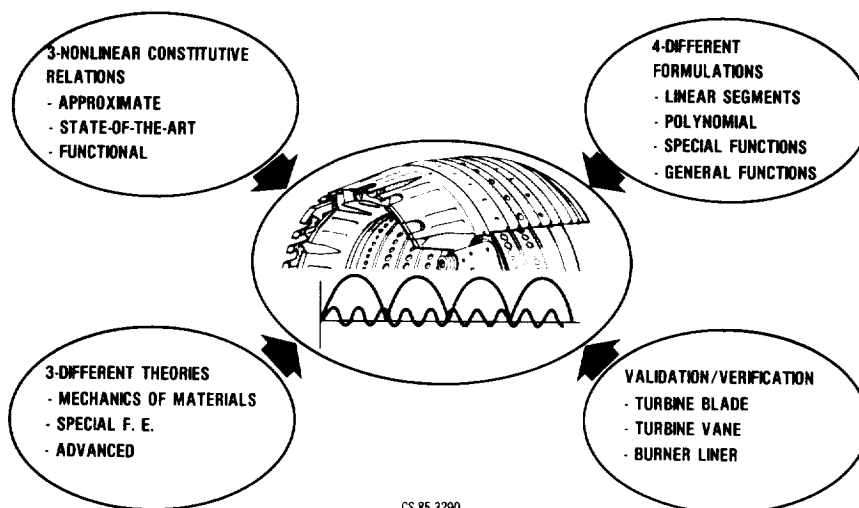 3-NONLINEAR CONSTITUTIVE
RELATIONS
- APPROXIMATE
- STATE-OF-THE-ART
- FUNCTIONAL
4-DIFFERENT
FORMULATIONS
- LINEAR SEGMENTS
- POLYNOMIAL
- SPECIAL FUNCTIONS
- GENERAL FUNCTIONS
3-DIFFERENT THEORIES
- MECHANICS OF MATERIALS
- SPECIAL F. E.
- ADVANCED
VALIDATION/VERIFICATION
- TURBINE BLADE
- TURBINE VANE
- BURNER LINER
CS 85 3290